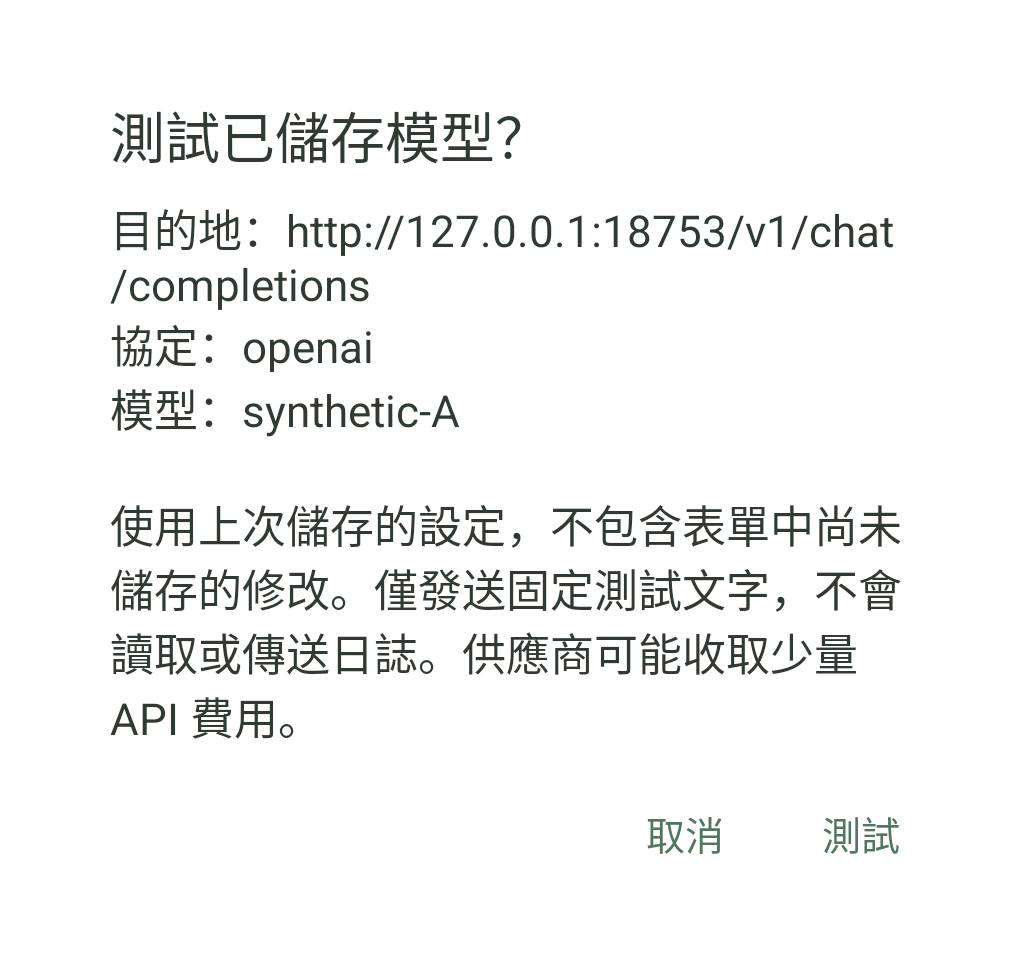 測試已儲存模型？
目的地：http://127.0.0.1:18753/v1/chat
/completions
協定：openai
模型：synthetic-A
使用上次儲存的設定，不包含表單中尚未
儲存的修改。僅發送固定測試文字，不會
讀取或傳送日誌。供應商可能收取少量
API 費用。
取消 測試